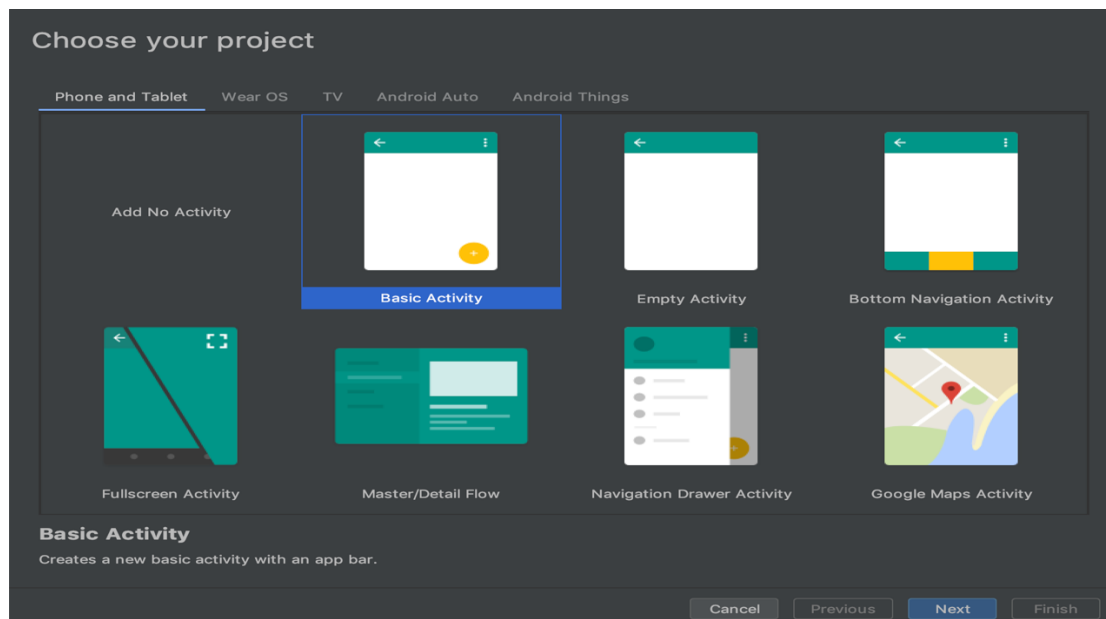 Choose your project
Phone and Tablet Wear OS TV Android Auto Android Things
Add No Activity
Basic Activity Empty Activity Bottom Navigation Activity
Fullscreen Activity Master/Detail Flow Navigation Drawer Activity Google Maps Activity
Basic Activity
Creates a new basic activity with an app bar.
Cancel Previous Next Finish